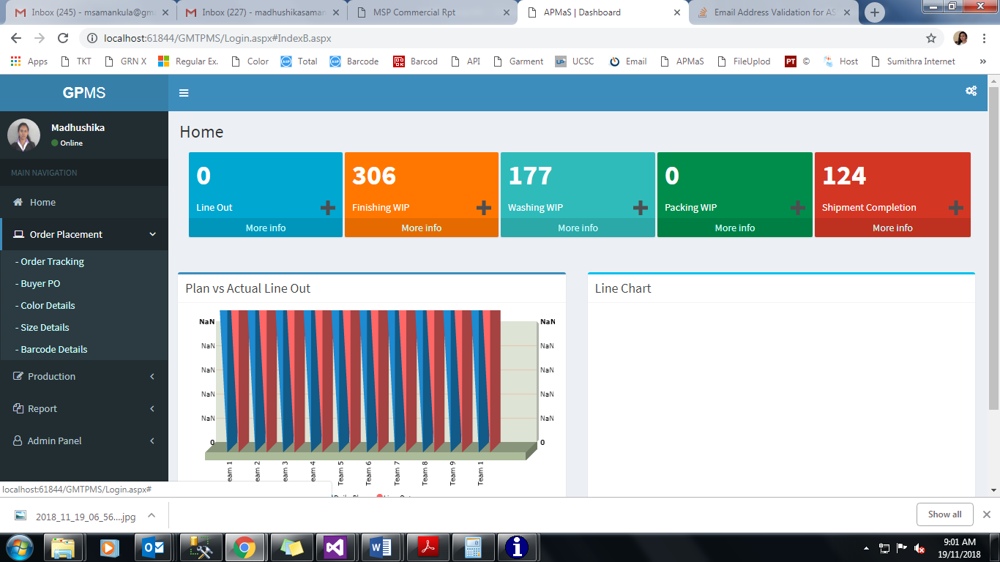 Inbox (245) - msamankula@gm
Inbox (227) - madhushikasaman
MSP Commercial Rpt
APMaS | Dashboard
Email Address Validation for AS
localhost:61844/GMTPMS/Login.aspx#IndexB.aspx
Apps TKT GRN X Regular Ex. Color Total Barcode Barcod API Garment UCSC Email APMaS FileUplod © Host Sumithra Internet »
GPMS
Madhushika
Online
MAIN NAVIGATION
Home
Order Placement
- Order Tracking
- Buyer PO
- Color Details
- Size Details
- Barcode Details
Production
Report
Admin Panel
Home
0
Line Out
More info
306
Finishing WIP
More info
177
Washing WIP
More info
0
Packing WIP
More info
124
Shipment Completion
More info
Plan vs Actual Line Out
NaN NaN
NaN NaN
NaN NaN
NaN NaN
NaN NaN
0 0
eam 1
eam 2
eam 3
eam 4
Team 5
Team 6
Team 7
Team 8
Team 9
Team 1
Line Chart
localhost:61844/GMTPMS/Login.aspx#
2018_11_19_06_56....jpg
Show all
9:01 AM
19/11/2018